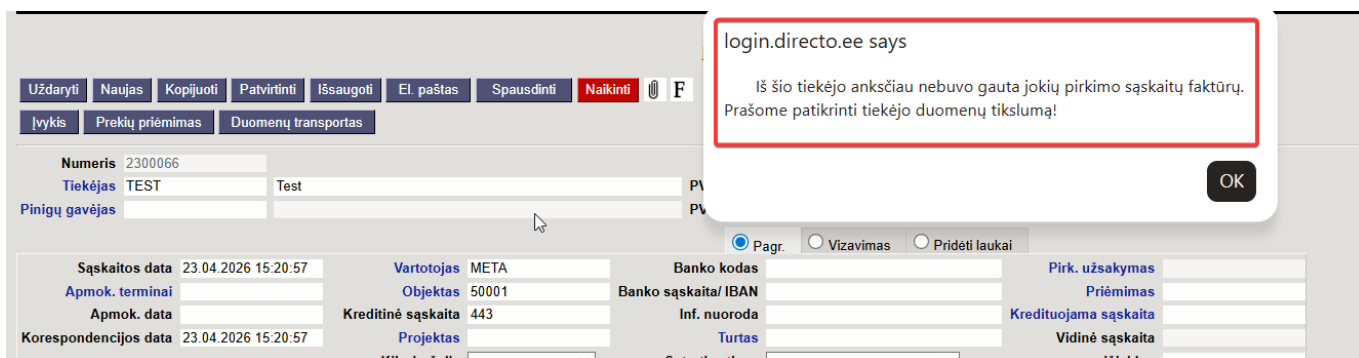 login.directo.ee says
Iš šio tiekėjo anksčiau nebuvo gauta jokių pirkimo sąskaitų faktūrų.
Prašome patikrinti tiekėjo duomenų tikslumą!
OK
Uždaryti Naujas Kopijuoti Patvirtinti Išsaugoti El. paštas Spausdinti Naikinti F
Įvykis Prekių priėmimas Duomenų transportas
Numeris 2300066
Tiekėjas TEST Test
Pinigų gavėjas
Pagr. Vizavimas Pridėti laukai
Sąskaitos data 23.04.2026 15:20:57 Vartotojas META Banko kodas Pirk. užsakymas
Apmok. terminai Objektas 50001 Banko sąskaita/ IBAN Priėmimas
Apmok. data Kreditinė sąskaita 443 Inf. nuoroda Kredituojama sąskaita
Korespondencijos data 23.04.2026 15:20:57 Projektas Turtas Vidinė sąskaita